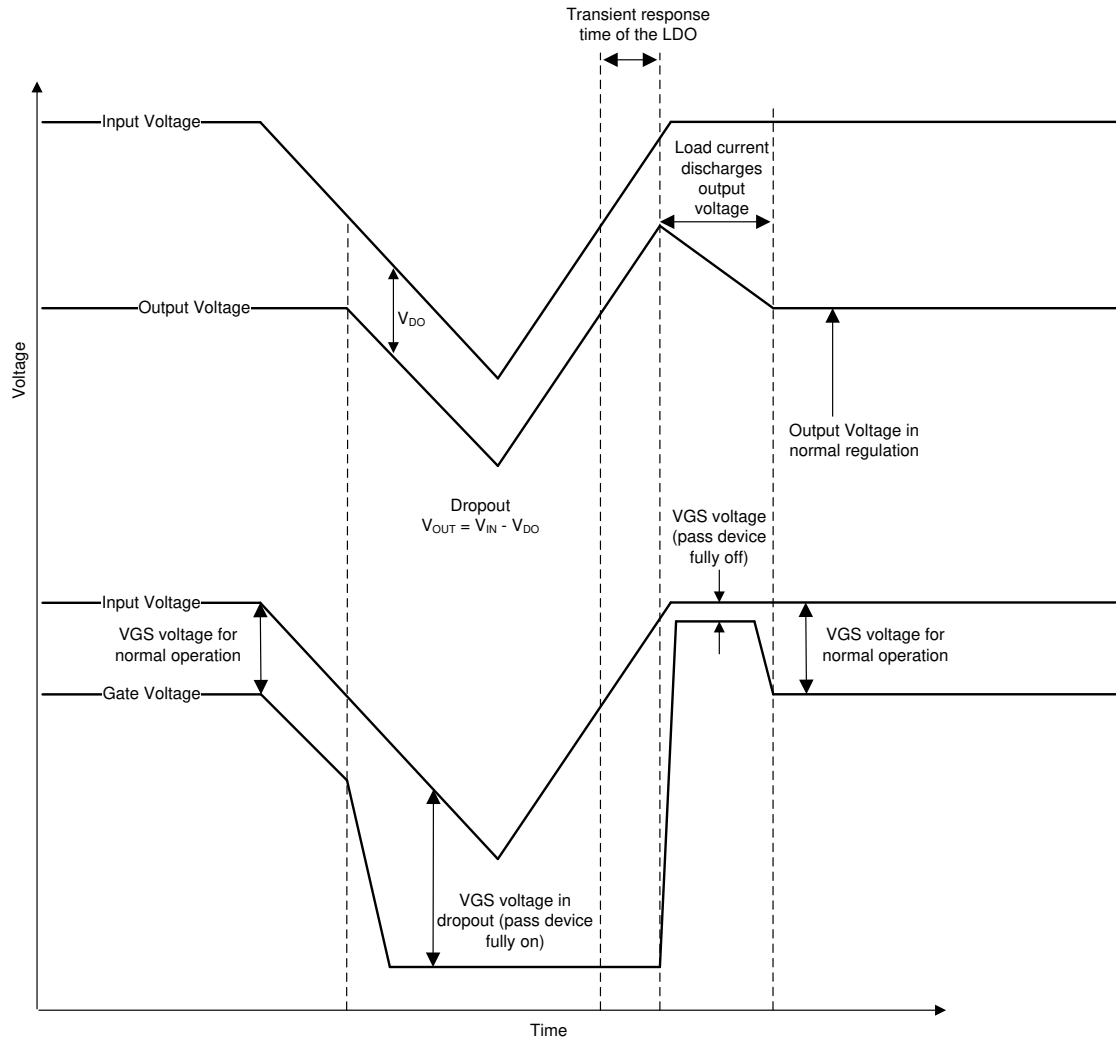 Transient response
time of the LDO
Input Voltage
Load current
discharges
output
voltage
Output Voltage
VDO
Voltage
Output Voltage in
normal regulation
Dropout
VOUT = VIN - VDO
VGS voltage
(pass device
fully off)
Input Voltage
VGS voltage for
normal operation
VGS voltage for
normal operation
Gate Voltage
VGS voltage in
dropout (pass device
fully on)
Time